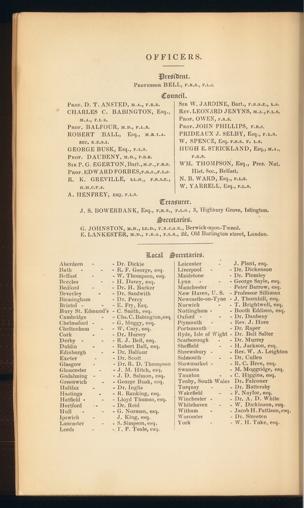 OFFICERS.
President.
PROFESSOR BELL, F.R.S., F.L.S.
Council.
PROF. D. T. ANSTED, M.A., F.R.S.
CHARLES C. BABINGTON, ESQ., M.A., F.L.S.
PROF. BALFOUR, M.D., F.L.S.
ROBERT BALL, ESQ., M.R.I.A.
GEORGE BUSK, ESQ., F.L.S.
PROF. DAUBENY, M.D., F.R.S.
SIR P. G. EGERTON, BART., M.P., F.R.S.
PROF. EDWARD FORBES, F.R.S., F.L.S.
R. K. GREVILLE, LL.D.
A. HENFREY, ESQ. F.L.S.
SIR W. JARDINE, Bart.
REV. LEONARD JENYNS, M.A., F.L.S.
PROF. OWEN, F.R.S.
PROF. JOHN PHILLIPS, F.R.S.
PRIDEAUX J. SELBY, ESQ., F.L.S.
W. SPENCE, ESQ. F.R.S. F.L.S.
HUGH E. STRICKLAND, ESQ., M.A., F.G.S.
WM. THOMPSON, ESQ., Pres. Nat. Hist. Soc., Belfast.
N. B. WARD, ESQ., F.L.S.
W. YARRELL, ESQ., F.L.S.
Treasurer.
J. S. BOWERBANK, ESQ., F.R.S., F.L.S., 3, Highbury Grove, Islington.
Secretaries.
G. JOHNSTON, M.D., LL.D., Berwick-upon-Tweed.
E. LANKESTER, M.D., F.R.S., F.L.S., 22, Old Burlington street, London.
Local Secretaries.
Aberdeen - Dr. Dickie
Bath - R. F. George, esq.
Belfast - W. Thompson, esq.
Beccles - H. Davey, esq.
Bedford - Dr. H. Barker
Beverley - H. Sandwith
Birmingham - Dr. Percy
Bristol - E. Fry, Esq.
Bury St. Edmund's - C. Smith, esq.
Cambridge - Chs. C. Babington, esq.
Chelmsford - J. Shoggy, esq.
Cheltenham - W. Cary, esq.
Cork - Dr. Harvey
Derby - R. J. Bell, esq.
Dublin - Robert Ball, esq.
Edinburgh - Dr. Balfour
Exeter - Dr. Scott
Glasgow - Dr. R. D. Thompson
Gloucester - J. M. Hitch, esq.
Godalming - J. D. Salmon, esq.
Greenwich - George Busk, esq.
Halifax - Dr. Inglis
Hastings - R. Ranking, esq.
Hatfield - Lloyd Thomas, esq.
Hertford - Dr. Reid
Hull - G. Norman, esq.
Ipswich - J. King, esq.
Lancaster - S. Simpson, esq.
Leeds - T. P. Teale, esq.
Leicester - J. Plant, esq.
Liverpool - Dr. Dickenson
Maidstone - Dr. Plomley
Lynn - George Sayle, esq.
Manchester - Peter Barrow, esq.
New Haven, U. S. - Professor Silliman
Newcastle-on-Tyne - J. Thornhill, esq.
Norwich - T. Brightwell, esq.
Nottingham - Booth Eddison, esq.
Oxford - Dr. Daubeny
Plymouth - Jonat. J. Hore
Portsmouth - Dr. Raper
Ryde, Isle of Wight - Dr. Bell Salter
Scarborough - Dr. Murray
Sheffield - H. Jackson, esq.
Shrewsbury - Rev. W. A. Leighton
Saltmouth - Dr. Cullen
Stowmarket - R. C. Bree, esq.
Swansea - M. Moggridge, esq.
Taunton - C. Higgins, esq.
Tenby, South Wales - Dr. Falconer
Torquay - Dr. Battersby
Wakefield - F. Naylor, esq.
Winchester - Dr. A. D. White
Whitehaven - W. Dickinson, esq.
Witham - Jacob H. Pattison, esq.
Worcester - Dr. Streeten
York - W. H. Take, esq.